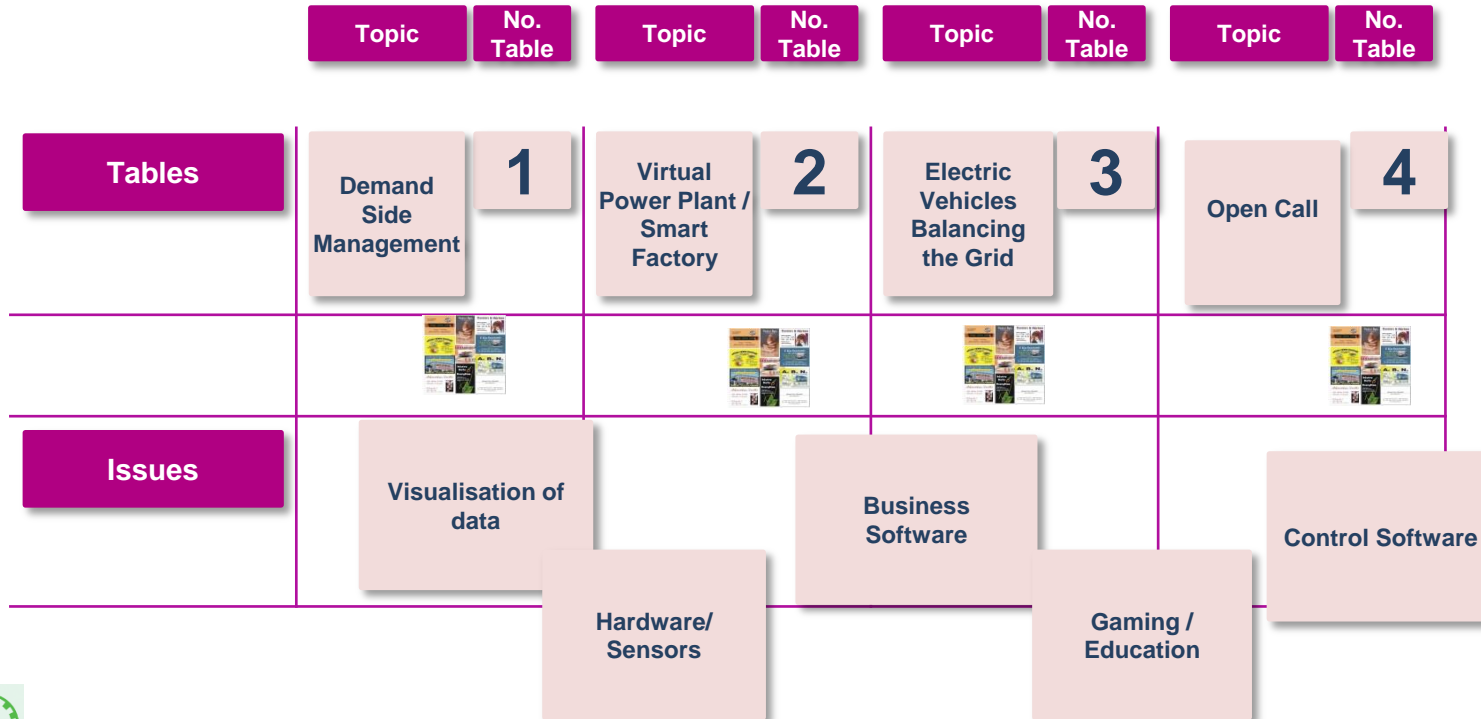 Topic
No.
Table
Topic
No.
Table
Topic
No.
Table
Topic
No.
Table
Tables
Demand
Side
Management
1
Virtual
Power Plant /
Smart
Factory
2
Electric
Vehicles
Balancing
the Grid
3
Open Call
4
Issues
Visualisation of
data
Business
Software
Control Software
Hardware/
Sensors
Gaming /
Education